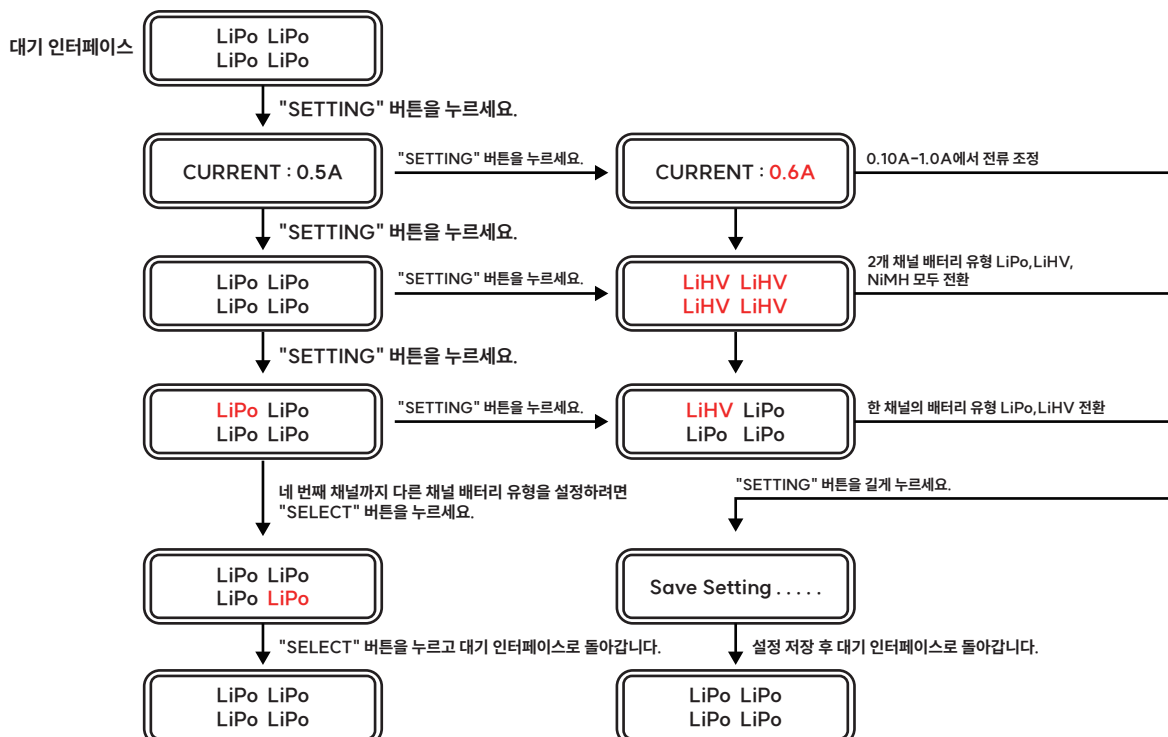 대기 인터페이스
LiPo LiPo
LiPo LiPo
"SETTING" 버튼을 누르세요.
CURRENT : 0.5A
"SETTING" 버튼을 누르세요.
CURRENT : 0.6A
0.10A-1.0A에서 전류 조정
"SETTING" 버튼을 누르세요.
LiPo LiPo
LiPo LiPo
"SETTING" 버튼을 누르세요.
LiHV LiHV
LiHV LiHV
2개 채널 배터리 유형 LiPo,LiHV,
NiMH 모두 전환
"SETTING" 버튼을 누르세요.
LiPo LiPo
LiPo LiPo
"SETTING" 버튼을 누르세요.
LiHV LiPo
LiPo LiPo
한 채널의 배터리 유형 LiPo,LiHV 전환
네 번째 채널까지 다른 채널 배터리 유형을 설정하려면
"SELECT" 버튼을 누르세요.
"SETTING" 버튼을 길게 누르세요.
LiPo LiPo
LiPo LiPo
Save Setting . . . . .
"SELECT" 버튼을 누르고 대기 인터페이스로 돌아갑니다.
설정 저장 후 대기 인터페이스로 돌아갑니다.
LiPo LiPo
LiPo LiPo
LiPo LiPo
LiPo LiPo